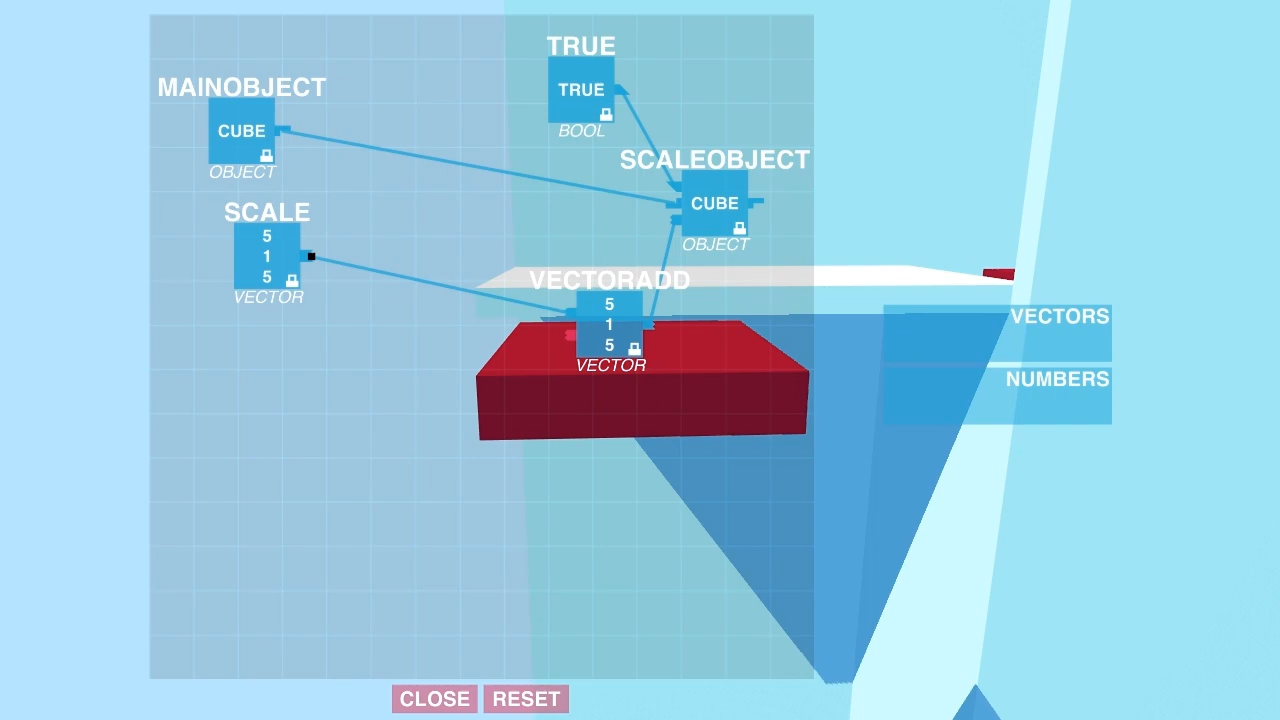 TRUE
MAINOBJECT
TRUE
CUBE
BOOL
SCALEOBJECT
OBJECT
CUBE
SCALE
5
1
5
VECTOR
OBJECT
VECTORADD
5
1
5
VECTOR
VECTORS
NUMBERS
CLOSE RESET